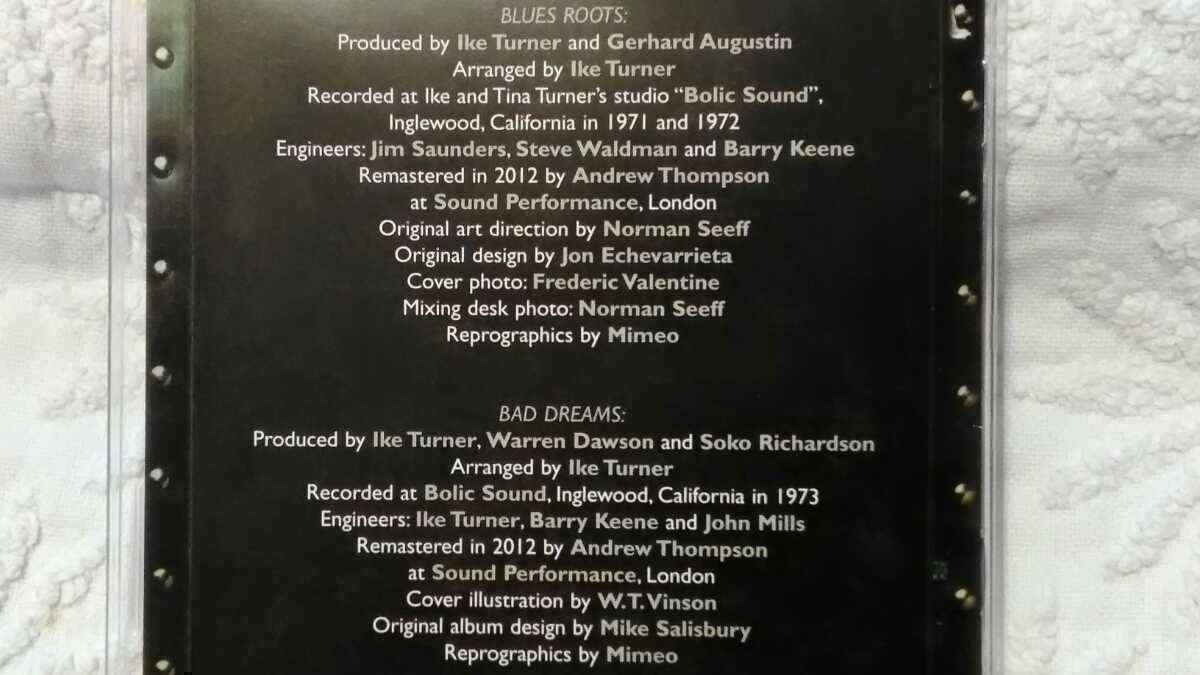 BLUES ROOTS:
Produced by Ike Turner and Gerhard Augustin
Arranged by Ike Turner
Recorded at Ike and Tina Turner's studio “Bolic Sound”,
Inglewood, California in 1971 and 1972
Engineers: Jim Saunders, Steve Waldman and Barry Keene
Remastered in 2012 by Andrew Thompson
at Sound Performance, London
Original art direction by Norman Seeff
Original design by Jon Echevarrieta
Cover photo: Frederic Valentine
Mixing desk photo: Norman Seeff
Reprographics by Mimeo
BAD DREAMS:
Produced by Ike Turner, Warren Dawson and Soko Richardson
Arranged by Ike Turner
Recorded at Bolic Sound, Inglewood, California in 1973
Engineers: Ike Turner, Barry Keene and John Mills
Remastered in 2012 by Andrew Thompson
at Sound Performance, London
Cover illustration by W.T. Vinson
Original album design by Mike Salisbury
Reprographics by Mimeo